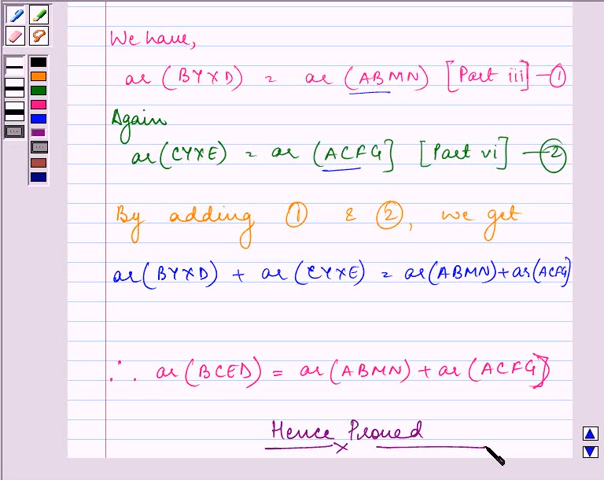 We have,
ar (BYXD) = ar (ABMN) [Part iii] — ①
Again
ar (CYXE) = ar (ACFG] [Part vi] — ②
By adding ① & ②, we get
ar (BYXD) + ar (CYXE) = ar (ABMN) + ar (ACFG)
∴ ar (BCED) = ar (ABMN) + ar (ACFG)
Hence Proved